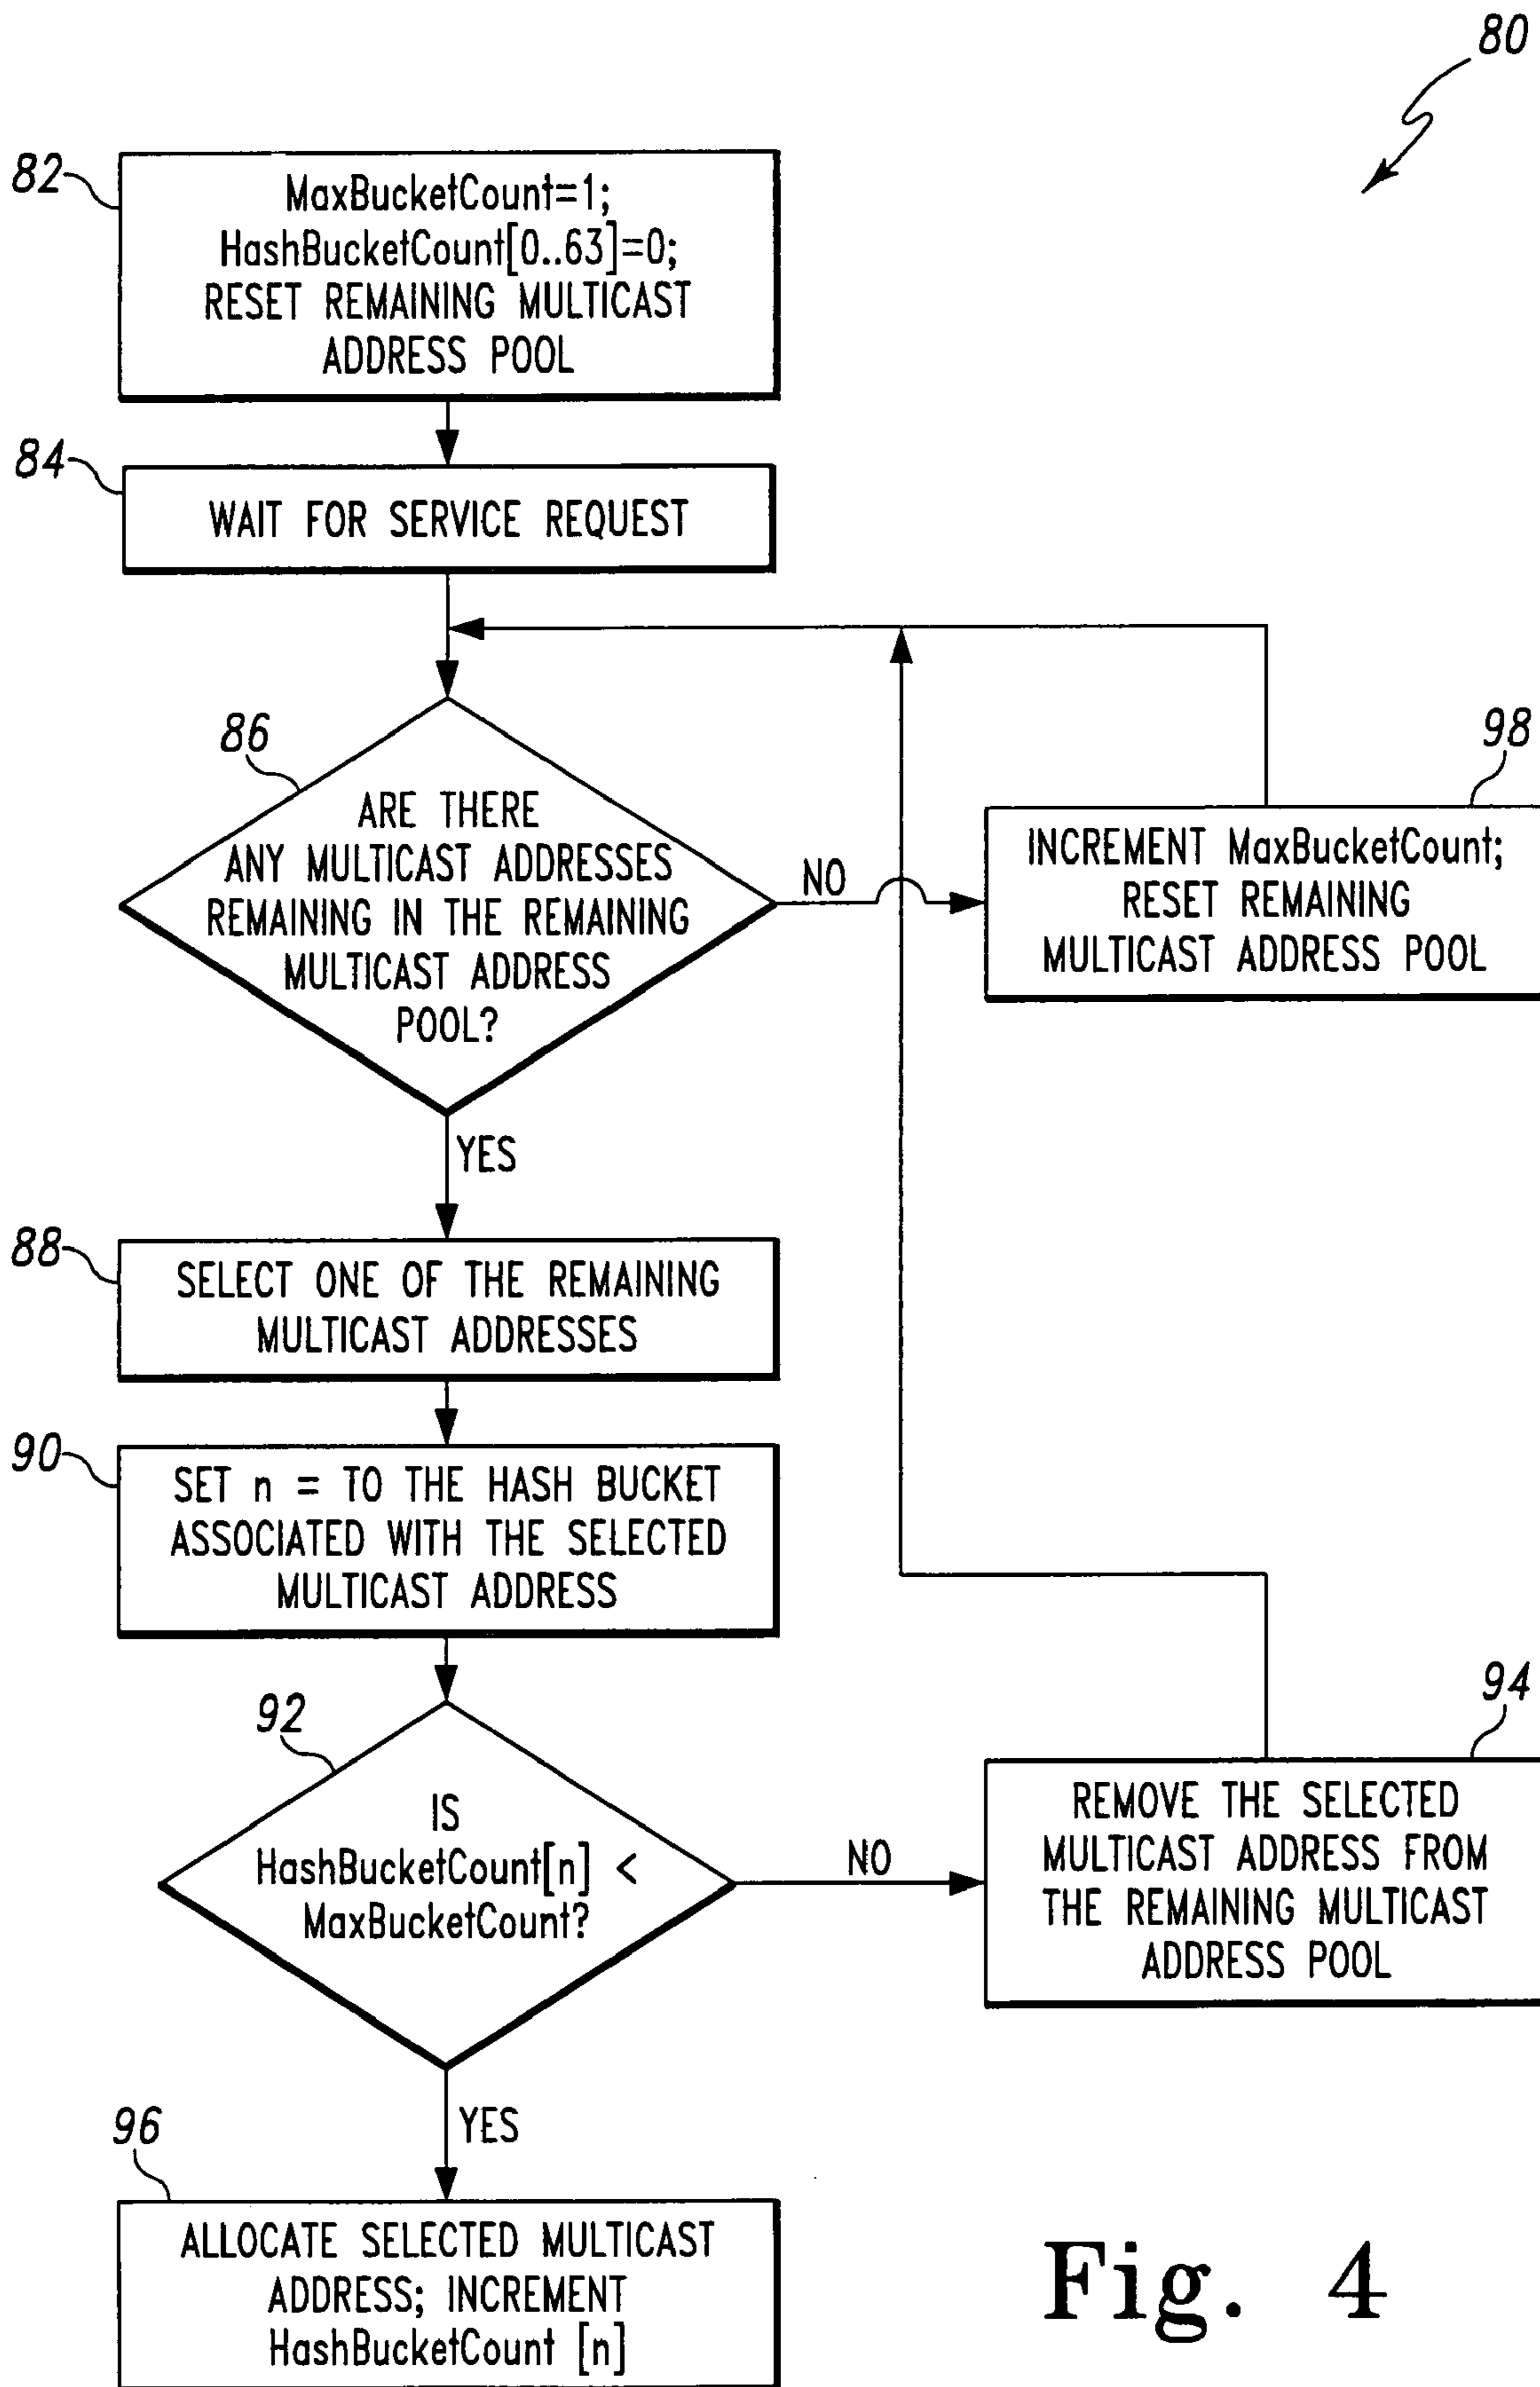 80
82
MaxBucketCount=1;
HashBucketCount[0..63]=0;
RESET REMAINING MULTICAST
ADDRESS POOL
84
WAIT FOR SERVICE REQUEST
86
ARE THERE
ANY MULTICAST ADDRESSES
REMAINING IN THE REMAINING
MULTICAST ADDRESS
POOL?
NO
98
INCREMENT MaxBucketCount;
RESET REMAINING
MULTICAST ADDRESS POOL
YES
88
SELECT ONE OF THE REMAINING
MULTICAST ADDRESSES
90
SET n = TO THE HASH BUCKET
ASSOCIATED WITH THE SELECTED
MULTICAST ADDRESS
92
IS
HashBucketCount[n] <
MaxBucketCount?
NO
94
REMOVE THE SELECTED
MULTICAST ADDRESS FROM
THE REMAINING MULTICAST
ADDRESS POOL
YES
96
ALLOCATE SELECTED MULTICAST
ADDRESS; INCREMENT
HashBucketCount [n]
Fig. 4